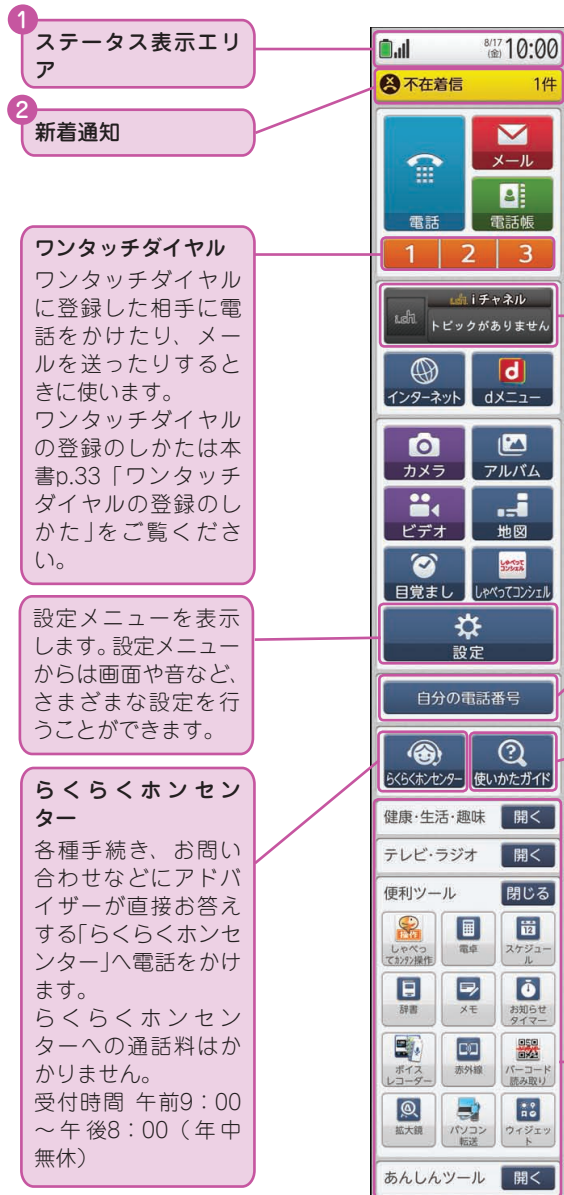 1
ステータス表示エリ
ア
2
新着通知
ワンタッチダイヤル
ワンタッチダイヤル
に登録した相手に電
話をかけたり、メー
ルを送ったりすると
きに使います。
ワンタッチダイヤル
の登録のしかたは本
書p.33「ワンタッチ
ダイヤルの登録のし
かた」をご覧くださ
い。
設定メニューを表示
します。設定メニュー
からは画面や音など、
さまざまな設定を行
うことができます。
らくらくホンセン
ター
各種手続き、お問い
合わせなどにアドバ
イザーが直接お答え
する「らくらくホンセ
ンター」へ電話をかけ
ます。
らくらくホンセン
ターへの通話料はか
かりません。
受付時間 午前9：00
～午後8：00（年中
無休）
8/17
(金)
10:00
不在着信 1件
電話
メール
電話帳
1 2 3
iチャネル
トピックがありません
インターネット
dメニュー
カメラ
アルバム
ビデオ
地図
目覚まし
しゃべってコンシェル
設定
自分の電話番号
らくらくホンセンター
使いかたガイド
健康･生活･趣味 開く
テレビ･ラジオ 開く
便利ツール 閉じる
操作
しゃべっ
てカンタン操作
電卓
12
スケジュー
ル
辞書
メモ
お知らせ
タイマー
ボイス
レコーダー
赤外線
バーコード
読み取り
拡大鏡
パソコン
転送
ウィジェッ
ト
あんしんツール 開く